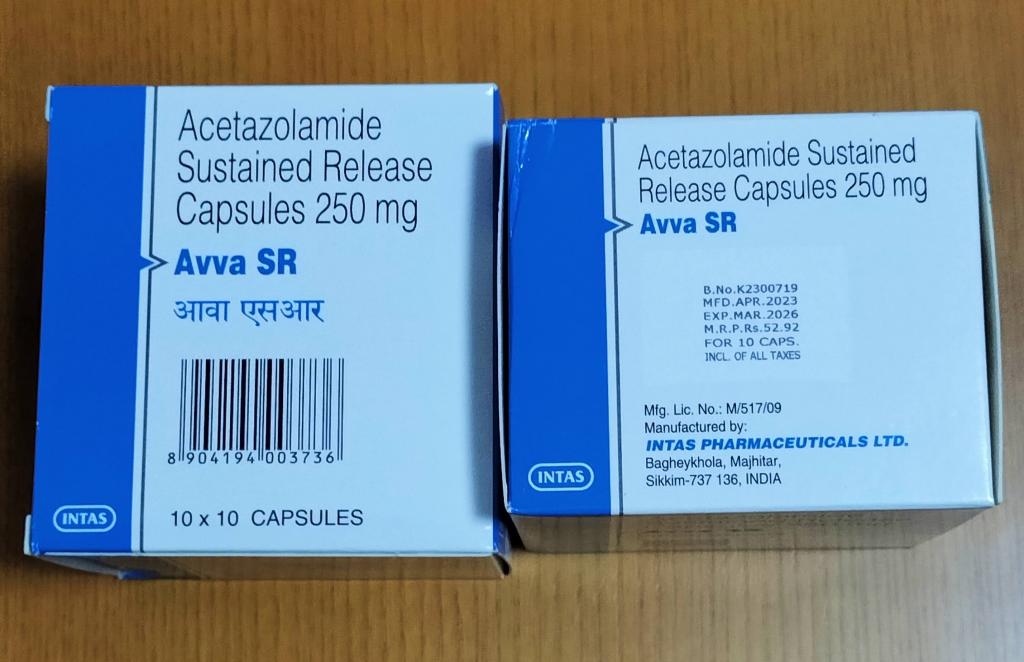 Acetazolamide
Sustained Release
Capsules 250 mg
Avva SR
आवा एसआर
8 904194 003736
INTAS
10 x 10 CAPSULES
Acetazolamide Sustained
Release Capsules 250 mg
Avva SR
B.No.K2300719
MFD.APR.2023
EXP.MAR.2026
M.R.P.Rs.52.92
FOR 10 CAPS.
INCL. OF ALL TAXES
Mfg. Lic. No.: M/517/09
Manufactured by:
INTAS PHARMACEUTICALS LTD.
Bagheykhola, Majhitar,
Sikkim-737 136, INDIA
INTAS